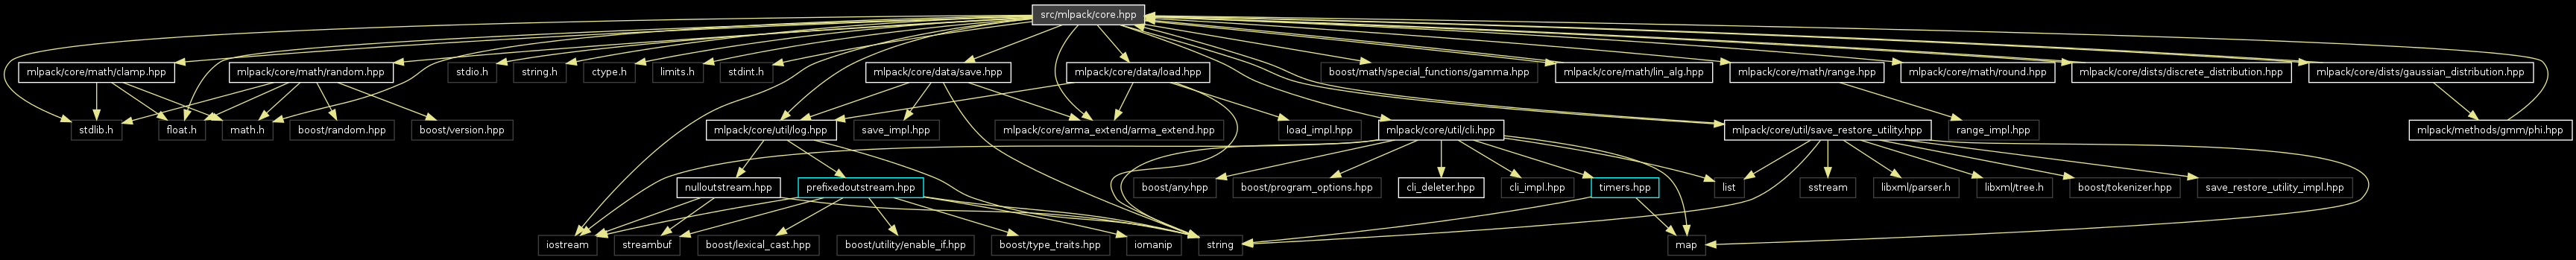 src/mlpack/core.hpp
mlpack/core/math/clamp.hpp
mlpack/core/math/random.hpp
stdio.h
string.h
ctype.h
limits.h
stdint.h
mlpack/core/data/save.hpp
mlpack/core/data/load.hpp
boost/math/special_functions/gamma.hpp
mlpack/core/math/lin_alg.hpp
mlpack/core/math/range.hpp
mlpack/core/math/round.hpp
mlpack/core/dists/discrete_distribution.hpp
mlpack/core/dists/gaussian_distribution.hpp
stdlib.h
float.h
math.h
boost/random.hpp
boost/version.hpp
mlpack/core/util/log.hpp
save_impl.hpp
mlpack/core/arma_extend/arma_extend.hpp
load_impl.hpp
mlpack/core/util/cli.hpp
mlpack/core/util/save_restore_utility.hpp
range_impl.hpp
mlpack/methods/gmm/phi.hpp
nulloutstream.hpp
prefixedoutstream.hpp
boost/any.hpp
boost/program_options.hpp
cli_deleter.hpp
cli_impl.hpp
timers.hpp
list
sstream
libxml/parser.h
libxml/tree.h
boost/tokenizer.hpp
save_restore_utility_impl.hpp
iostream
streambuf
boost/lexical_cast.hpp
boost/utility/enable_if.hpp
boost/type_traits.hpp
iomanip
string
map